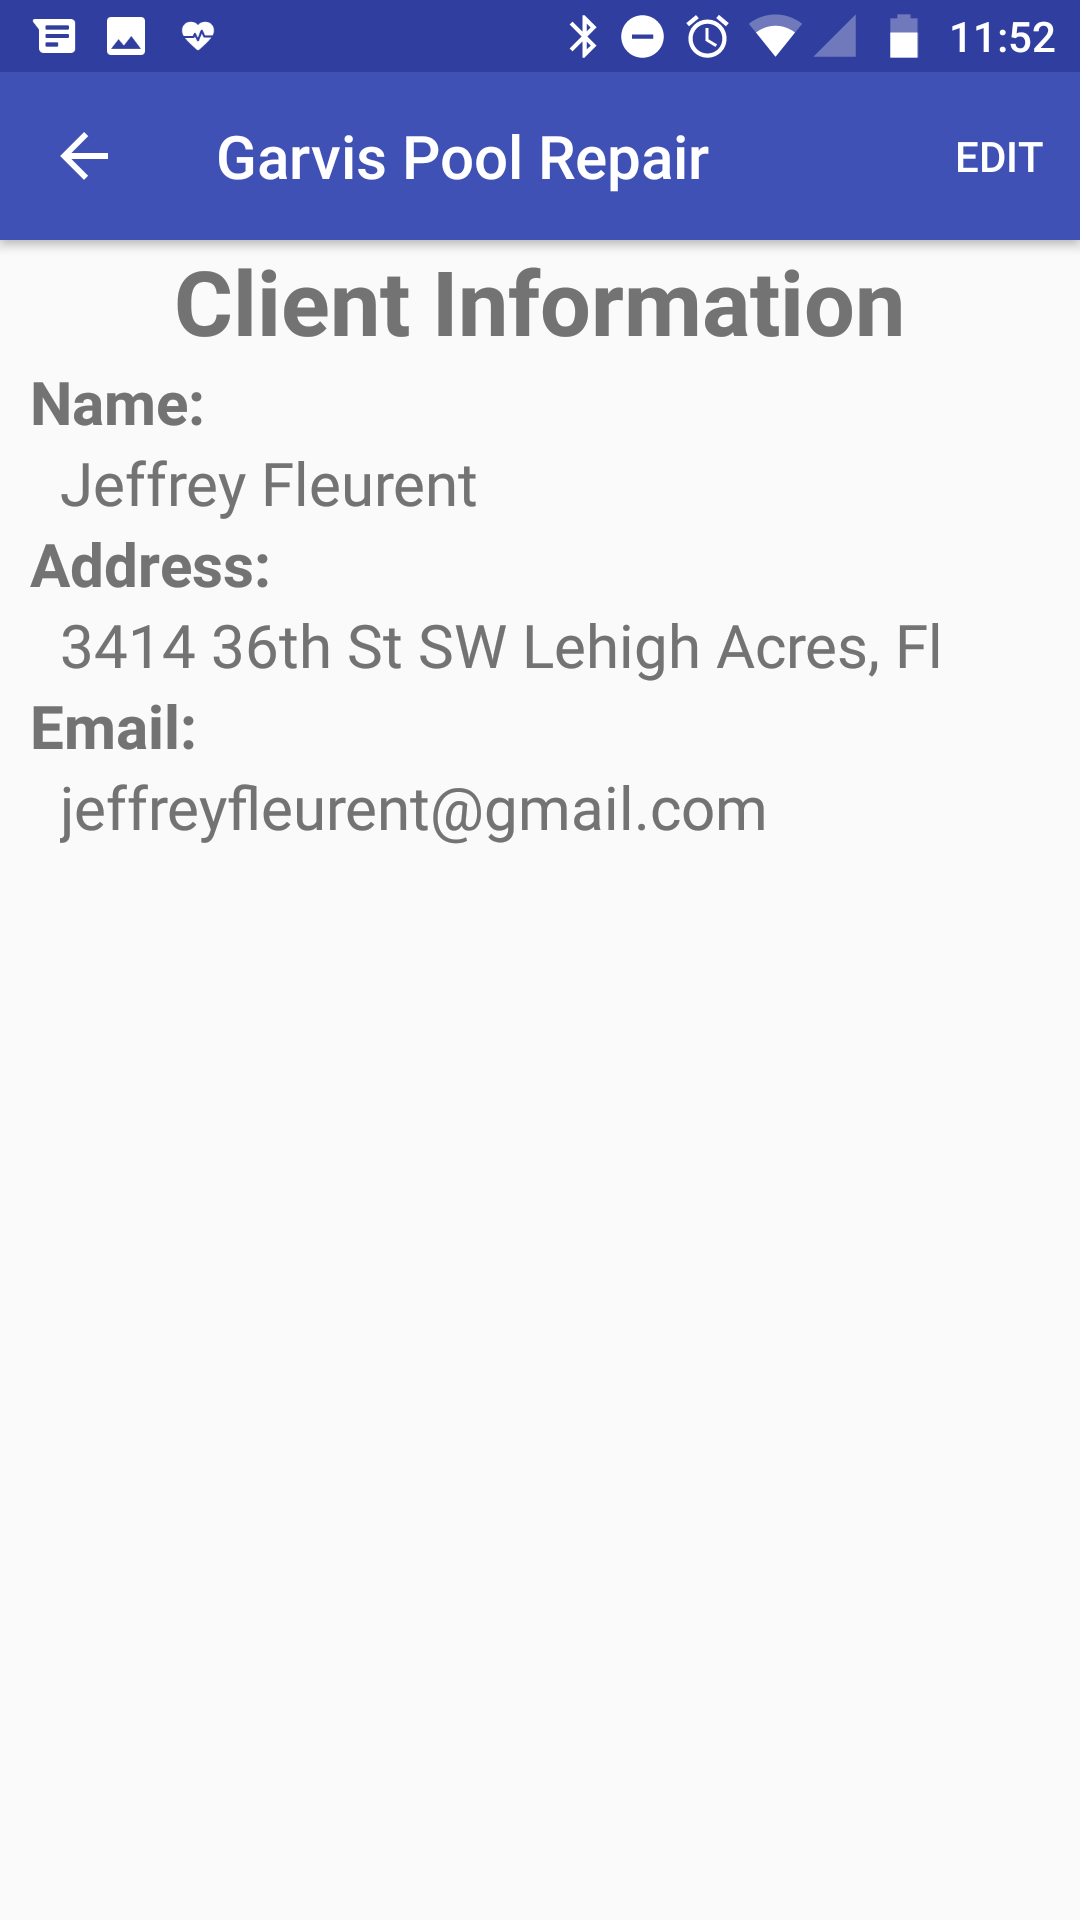 11:52
Garvis Pool Repair
EDIT
Client Information
Name:
Jeffrey Fleurent
Address:
3414 36th St SW Lehigh Acres, Fl
Email:
jeffreyfleurent@gmail.com